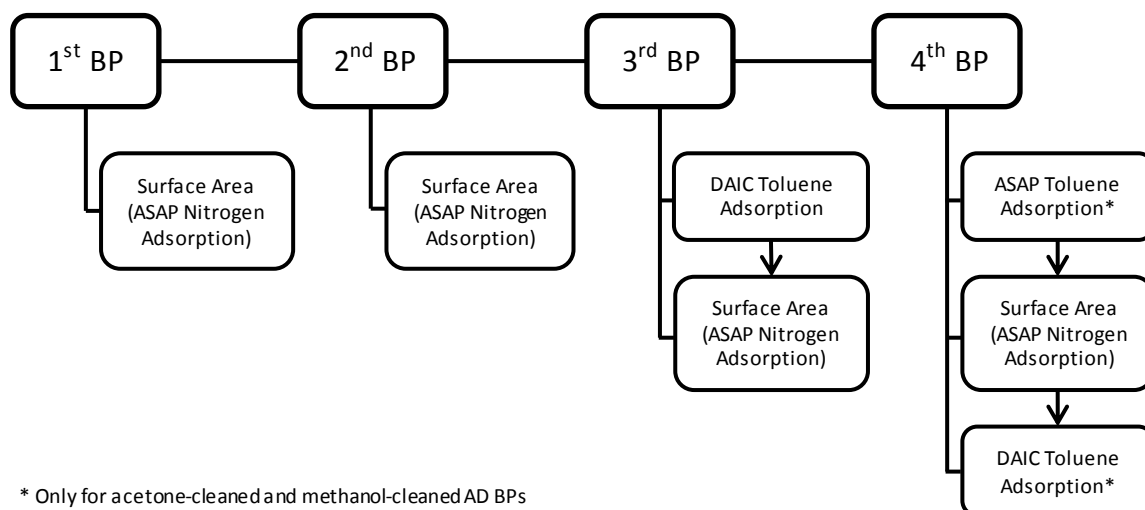 1st BP
2nd BP
3rd BP
4th BP
Surface Area
(ASAP Nitrogen
Adsorption)
Surface Area
(ASAP Nitrogen
Adsorption)
DAIC Toluene
Adsorption
Surface Area
(ASAP Nitrogen
Adsorption)
ASAP Toluene
Adsorption*
Surface Area
(ASAP Nitrogen
Adsorption)
DAIC Toluene
Adsorption*
* Only for acetone-cleaned and methanol-cleaned AD BPs